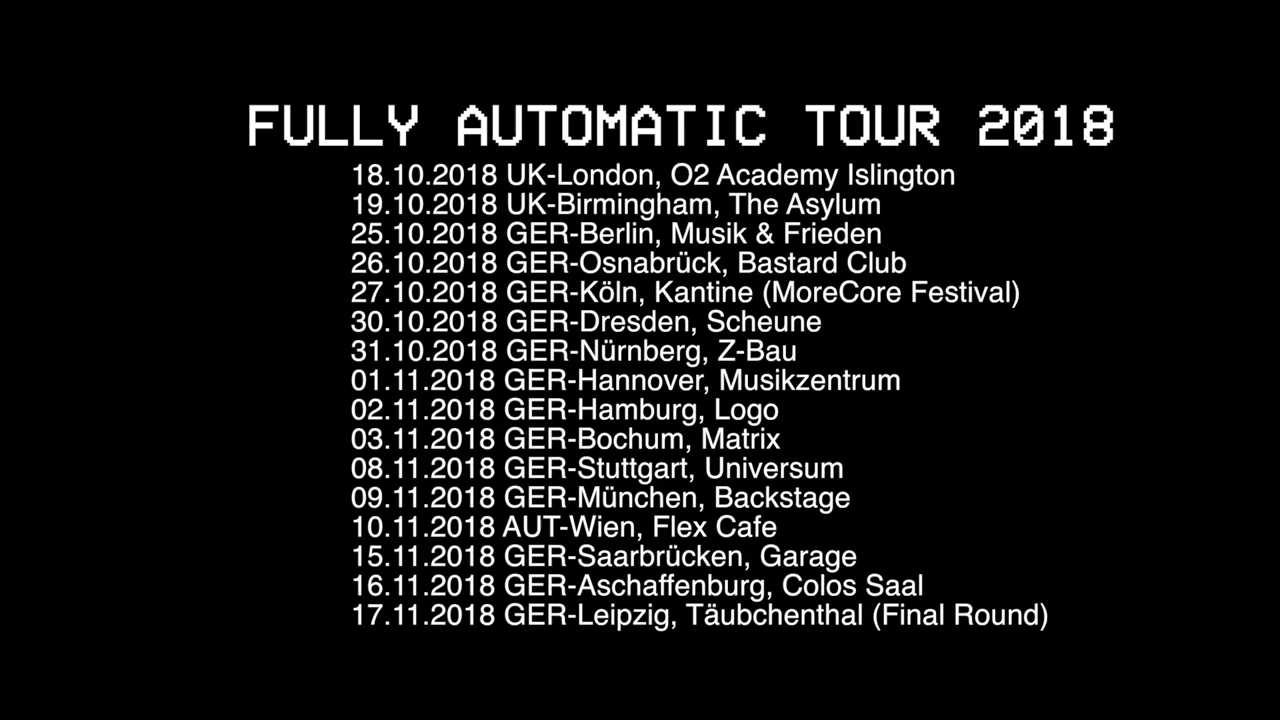 FULLY AUTOMATIC TOUR 2018
18.10.2018 UK-London, O2 Academy Islington
19.10.2018 UK-Birmingham, The Asylum
25.10.2018 GER-Berlin, Musik & Frieden
26.10.2018 GER-Osnabrück, Bastard Club
27.10.2018 GER-Köln, Kantine (MoreCore Festival)
30.10.2018 GER-Dresden, Scheune
31.10.2018 GER-Nürnberg, Z-Bau
01.11.2018 GER-Hannover, Musikzentrum
02.11.2018 GER-Hamburg, Logo
03.11.2018 GER-Bochum, Matrix
08.11.2018 GER-Stuttgart, Universum
09.11.2018 GER-München, Backstage
10.11.2018 AUT-Wien, Flex Cafe
15.11.2018 GER-Saarbrücken, Garage
16.11.2018 GER-Aschaffenburg, Colos Saal
17.11.2018 GER-Leipzig, Täubchenthal (Final Round)